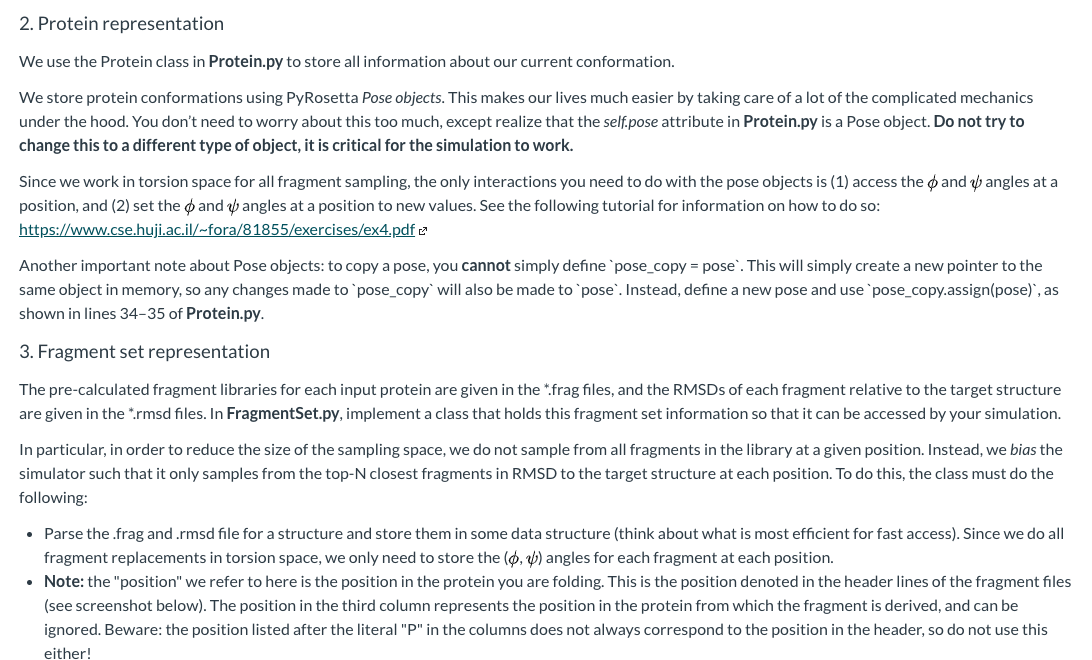 2. Protein representation
We use the Protein class in Protein.py to store all information about our current conformation.
We store protein conformations using PyRosetta Pose objects. This makes our lives much easier by taking care of a lot of the complicated mechanics
under the hood. You don't need to worry about this too much, except realize that the self.pose attribute in Protein.py is a Pose object. Do not try to
change this to a different type of object, it is critical for the simulation to work.
Since we work in torsion space for all fragment sampling, the only interactions you need to do with the pose objects is (1) access the ϕ and ψ angles at a
position, and (2) set the ϕ and ψ angles at a position to new values. See the following tutorial for information on how to do so:
https://www.cse.huji.ac.il/~fora/81855/exercises/ex4.pdf
Another important note about Pose objects: to copy a pose, you cannot simply define `pose_copy = pose`. This will simply create a new pointer to the
same object in memory, so any changes made to `pose_copy` will also be made to `pose`. Instead, define a new pose and use `pose_copy.assign(pose)`, as
shown in lines 34–35 of Protein.py.
3. Fragment set representation
The pre-calculated fragment libraries for each input protein are given in the *.frag files, and the RMSDs of each fragment relative to the target structure
are given in the *.rmsd files. In FragmentSet.py, implement a class that holds this fragment set information so that it can be accessed by your simulation.
In particular, in order to reduce the size of the sampling space, we do not sample from all fragments in the library at a given position. Instead, we bias the
simulator such that it only samples from the top-N closest fragments in RMSD to the target structure at each position. To do this, the class must do the
following:
• Parse the .frag and .rmsd file for a structure and store them in some data structure (think about what is most efficient for fast access). Since we do all
fragment replacements in torsion space, we only need to store the (ϕ, ψ) angles for each fragment at each position.
• Note: the "position" we refer to here is the position in the protein you are folding. This is the position denoted in the header lines of the fragment files
(see screenshot below). The position in the third column represents the position in the protein from which the fragment is derived, and can be
ignored. Beware: the position listed after the literal "P" in the columns does not always correspond to the position in the header, so do not use this
either!